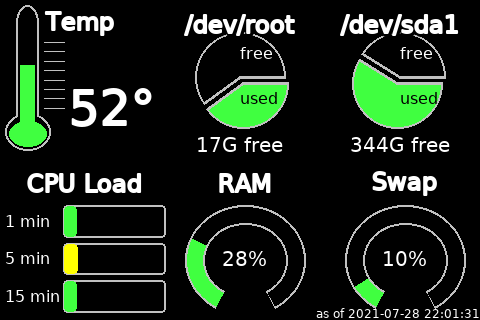 Temp
52°
/dev/root
free
used
17G free
/dev/sda1
free
used
344G free
CPU Load
1 min
5 min
15 min
RAM
28%
Swap
10%
as of 2021-07-28 22:01:31